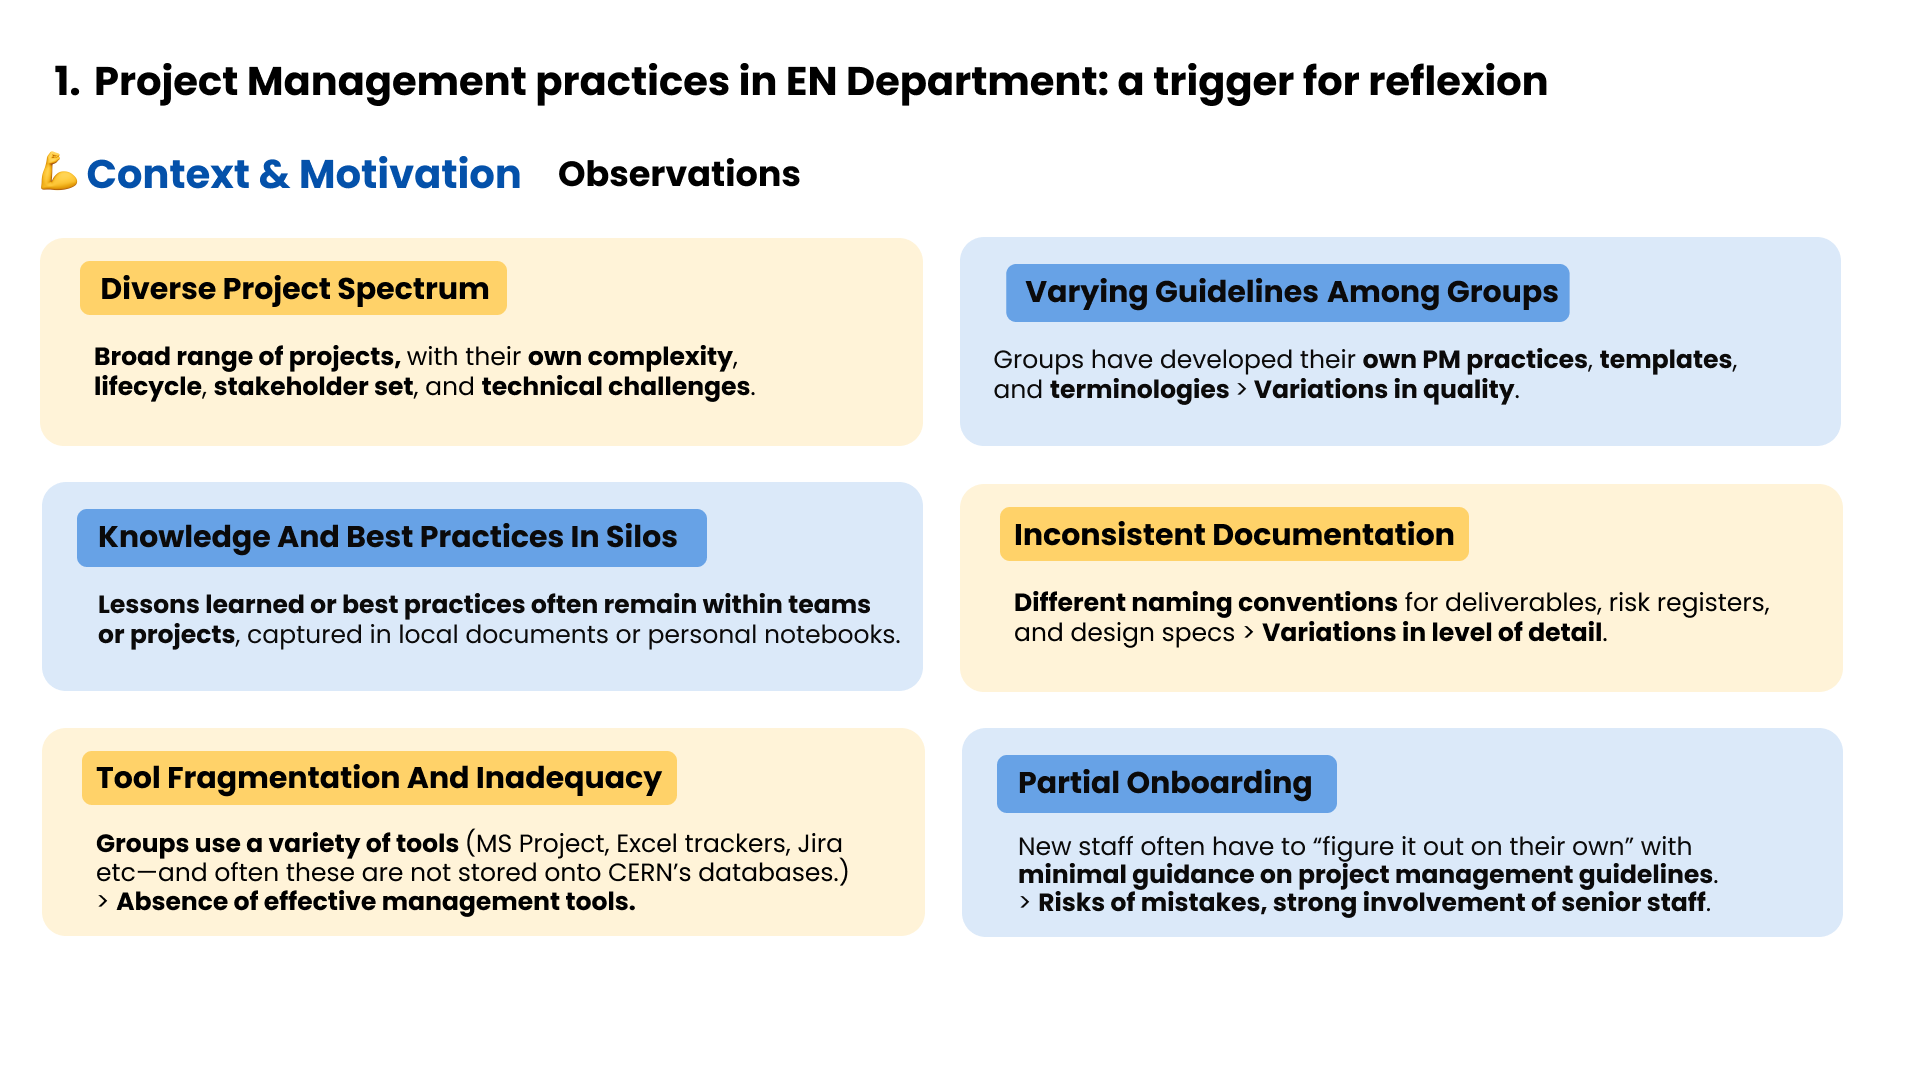 1. Project Management practices in EN Department: a trigger for reflexion
💪 Context & Motivation Observations
Diverse Project Spectrum
Broad range of projects, with their own complexity,
lifecycle, stakeholder set, and technical challenges.
Varying Guidelines Among Groups
Groups have developed their own PM practices, templates,
and terminologies > Variations in quality.
Knowledge And Best Practices In Silos
Lessons learned or best practices often remain within teams
or projects, captured in local documents or personal notebooks.
Inconsistent Documentation
Different naming conventions for deliverables, risk registers,
and design specs > Variations in level of detail.
Tool Fragmentation And Inadequacy
Groups use a variety of tools (MS Project, Excel trackers, Jira
etc—and often these are not stored onto CERN’s databases.)
> Absence of effective management tools.
Partial Onboarding
New staff often have to “figure it out on their own” with
minimal guidance on project management guidelines.
> Risks of mistakes, strong involvement of senior staff.